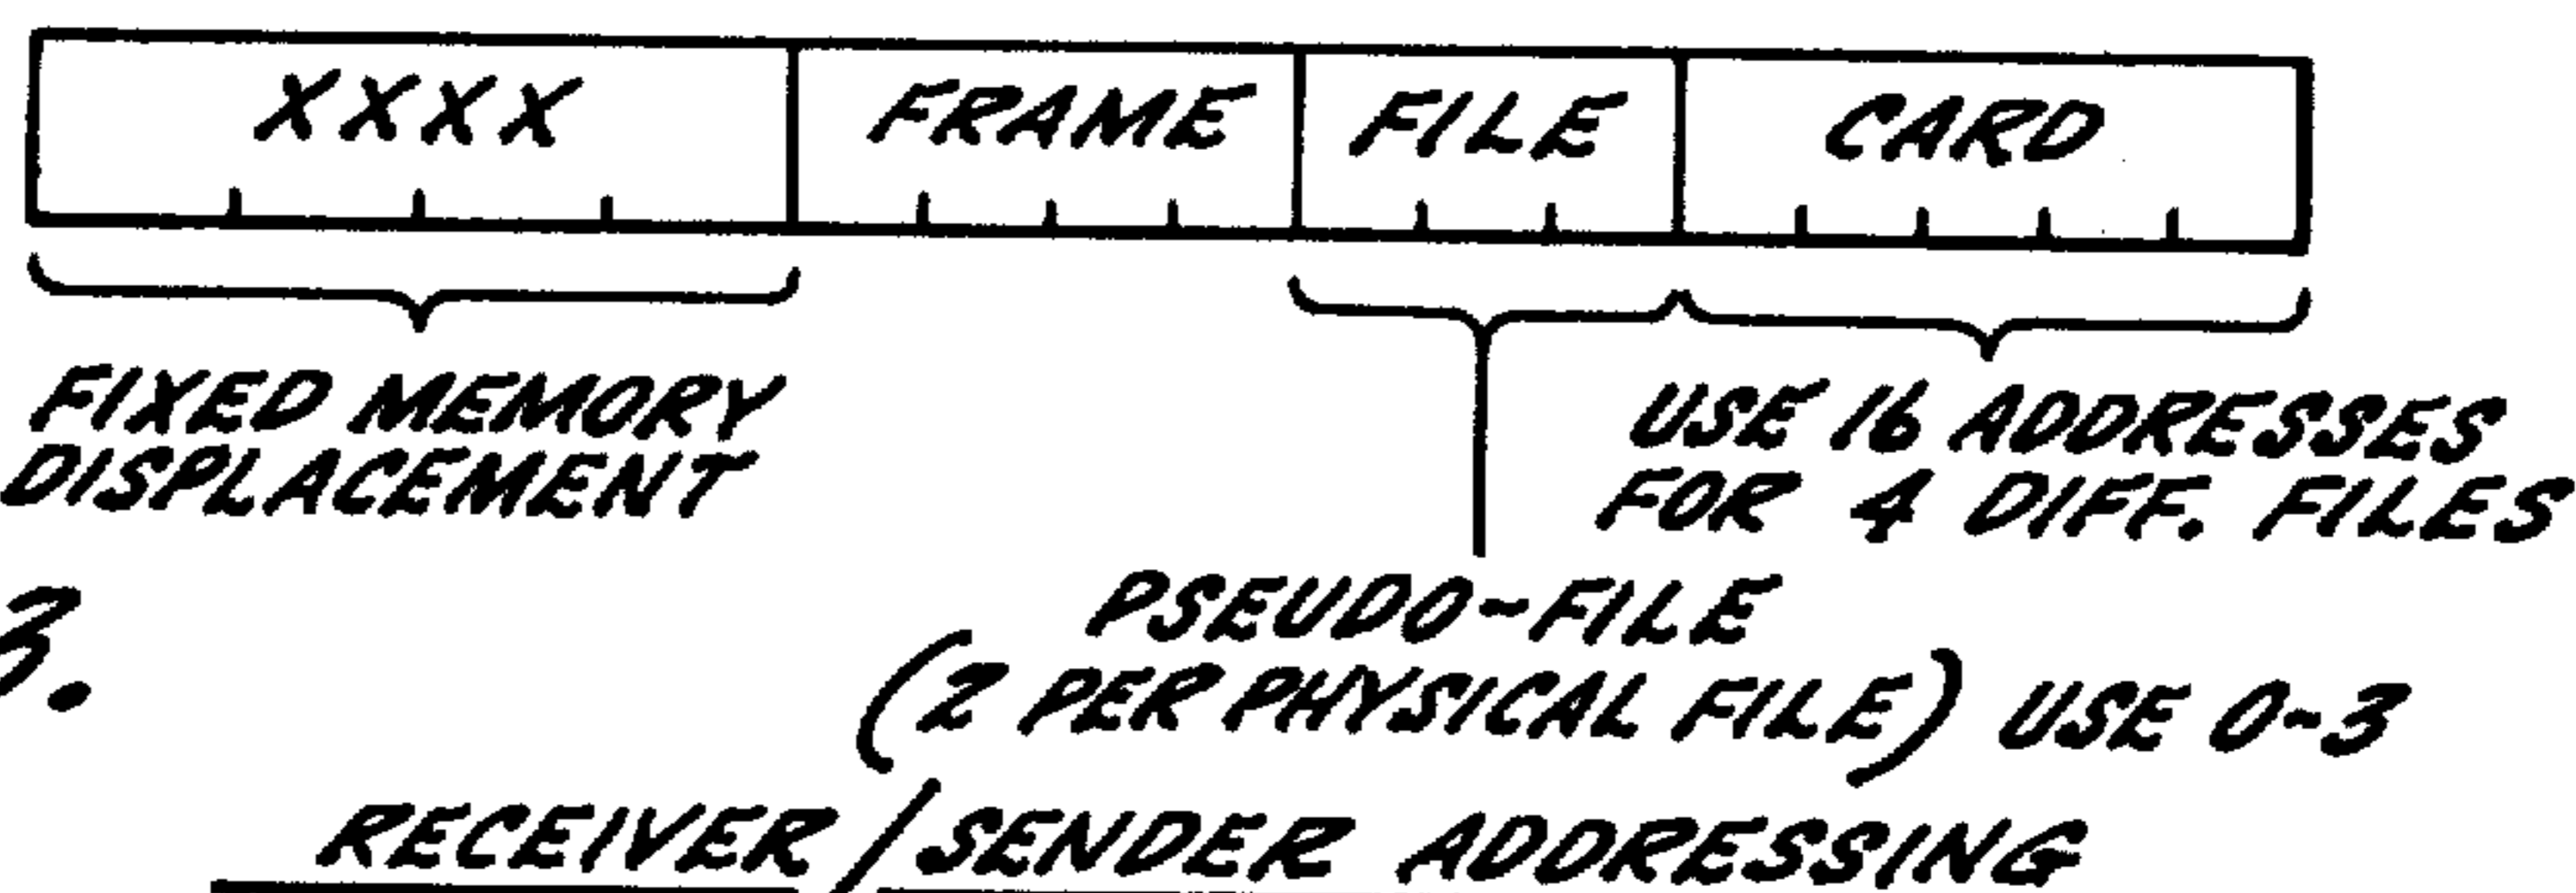 XXXX FRAME FILE CARD
FIXED MEMORY
DISPLACEMENT
USE 16 ADDRESSES
FOR 4 DIFF. FILES
3.
PSEUDO-FILE
(2 PER PHYSICAL FILE) USE 0-3
RECEIVER/SENDER ADDRESSING